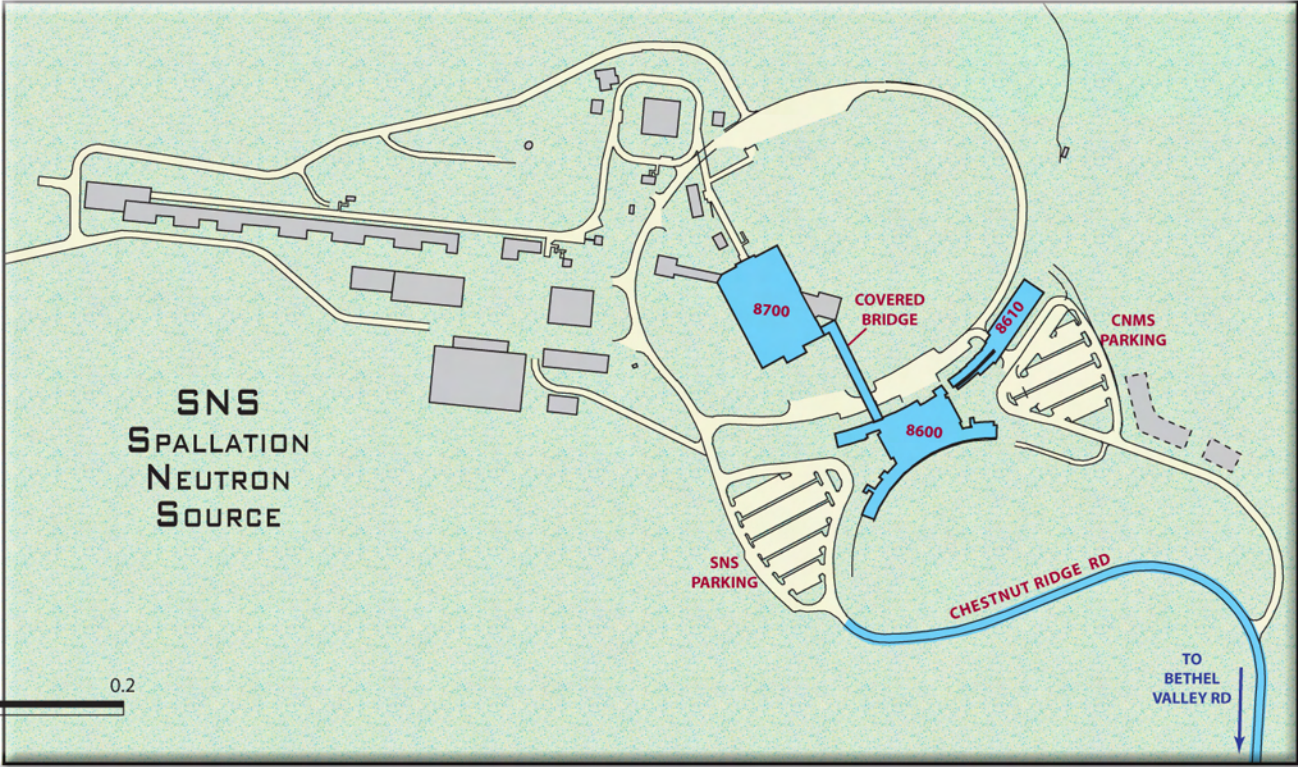 8700
COVERED
BRIDGE
8610
CNMS
PARKING
8600
SNS
SPALLATION
NEUTRON
SOURCE
SNS
PARKING
CHESTNUT RIDGE RD
TO
BETHEL
VALLEY RD
0.2